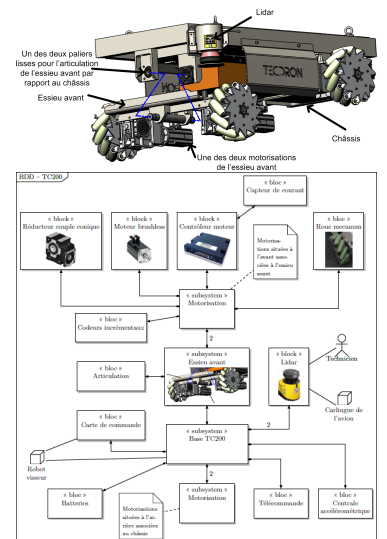 Lidar
Un des deux paliers
lisses pour l'articulation
de l'essieu avant par
rapport au châssis
Essieu avant
TECDRON
Châssis
Une des deux motorisations
de l'essieu avant
BDD – TC200
« bloc »
Capteur de courant
« block »
Réducteur couple conique
« block »
Moteur brushless
« block »
Contrôleur moteur
« bloc »
Roue mecanum
Motorisa-
tions situées à
l'avant asso-
ciées à l'essieu
avant
« subsystem »
Motorisation
« bloc »
Codeurs incrémentaux
2
« subsystem »
Essieu avant
« block »
Lidar
Technicien
« bloc »
Articulation
Carlingue de
l'avion
« bloc »
Carte de commande
2
« subsystem »
Base TC200
Robot
visseur
2
« bloc »
Batteries
« subsystem »
Motorisation
« bloc »
Télécommande
« bloc »
Centrale
accélérométrique
Motorisations
situées à l'ar-
rière associées
au châssis